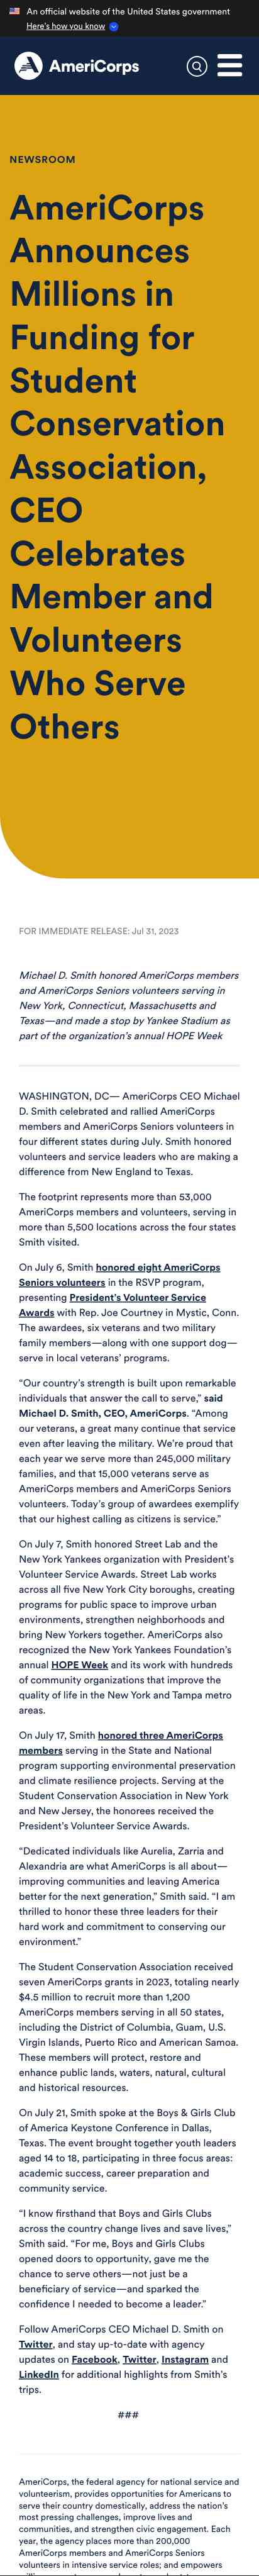 An official website of the United States government
Here's how you know
AmeriCorps
NEWSROOM
AmeriCorps
Announces
Millions in
Funding for
Student
Conservation
Association,
CEO
Celebrates
Member and
Volunteers
Who Serve
Others
FOR IMMEDIATE RELEASE: Jul 31, 2023
Michael D. Smith honored AmeriCorps members
and AmeriCorps Seniors volunteers serving in
New York, Connecticut, Massachusetts and
Texas—and made a stop by Yankee Stadium as
part of the organization's annual HOPE Week
WASHINGTON, DC— AmeriCorps CEO Michael
D. Smith celebrated and rallied AmeriCorps
members and AmeriCorps Seniors volunteers in
four different states during July. Smith honored
volunteers and service leaders who are making a
difference from New England to Texas.
The footprint represents more than 53,000
AmeriCorps members and volunteers, serving in
more than 5,500 locations across the four states
Smith visited.
On July 6, Smith honored eight AmeriCorps
Seniors volunteers in the RSVP program,
presenting President's Volunteer Service
Awards with Rep. Joe Courtney in Mystic, Conn.
The awardees, six veterans and two military
family members—along with one support dog—
serve in local veterans' programs.
“Our country's strength is built upon remarkable
individuals that answer the call to serve,” said
Michael D. Smith, CEO, AmeriCorps. “Among
our veterans, a great many continue that service
even after leaving the military. We're proud that
each year we serve more than 245,000 military
families, and that 15,000 veterans serve as
AmeriCorps members and AmeriCorps Seniors
volunteers. Today's group of awardees exemplify
that our highest calling as citizens is service.”
On July 7, Smith honored Street Lab and the
New York Yankees organization with President's
Volunteer Service Awards. Street Lab works
across all five New York City boroughs, creating
programs for public space to improve urban
environments, strengthen neighborhoods and
bring New Yorkers together. AmeriCorps also
recognized the New York Yankees Foundation's
annual HOPE Week and its work with hundreds
of community organizations that improve the
quality of life in the New York and Tampa metro
areas.
On July 17, Smith honored three AmeriCorps
members serving in the State and National
program supporting environmental preservation
and climate resilience projects. Serving at the
Student Conservation Association in New York
and New Jersey, the honorees received the
President's Volunteer Service Awards.
“Dedicated individuals like Aurelia, Zarria and
Alexandria are what AmeriCorps is all about—
improving communities and leaving America
better for the next generation,” Smith said. “I am
thrilled to honor these three leaders for their
hard work and commitment to conserving our
environment.”
The Student Conservation Association received
seven AmeriCorps grants in 2023, totaling nearly
$4.5 million to recruit more than 1,200
AmeriCorps members serving in all 50 states,
including the District of Columbia, Guam, U.S.
Virgin Islands, Puerto Rico and American Samoa.
These members will protect, restore and
enhance public lands, waters, natural, cultural
and historical resources.
On July 21, Smith spoke at the Boys & Girls Club
of America Keystone Conference in Dallas,
Texas. The event brought together youth leaders
aged 14 to 18, participating in three focus areas:
academic success, career preparation and
community service.
“I know firsthand that Boys and Girls Clubs
across the country change lives and save lives,”
Smith said. “For me, Boys and Girls Clubs
opened doors to opportunity, gave me the
chance to serve others—not just be a
beneficiary of service—and sparked the
confidence I needed to become a leader.”
Follow AmeriCorps CEO Michael D. Smith on
Twitter, and stay up-to-date with agency
updates on Facebook, Twitter, Instagram and
LinkedIn for additional highlights from Smith's
trips.
###
AmeriCorps, the federal agency for national service and
volunteerism, provides opportunities for Americans to
serve their country domestically, address the nation's
most pressing challenges, improve lives and
communities, and strengthen civic engagement. Each
year, the agency places more than 200,000
AmeriCorps members and AmeriCorps Seniors
volunteers in intensive service roles; and empowers